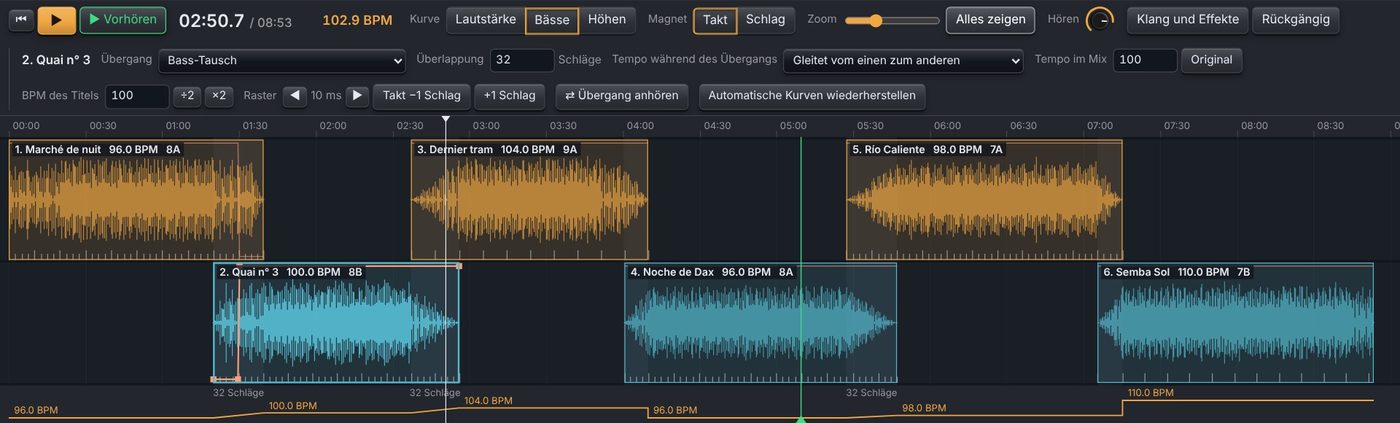 Vorhören 02:50.7 / 08:53 102.9 BPM Kurve Lautstärke Bässe Höhen Magnet Takt Schlag Zoom Alles zeigen Hören Klang und Effekte Rückgängig
2. Quai n° 3 Übergang Bass-Tausch Überlappung 32 Schläge Tempo während des Übergangs Gleitet vom einen zum anderen Tempo im Mix 100 Original
BPM des Titels 100 ÷2 ×2 Raster ◀ 10 ms ▶ Takt −1 Schlag +1 Schlag ⇄ Übergang anhören Automatische Kurven wiederherstellen
00:00 00:30 01:00 01:30 02:00 02:30 03:00 03:30 04:00 04:30 05:00 05:30 06:00 06:30 07:00 07:30 08:00 08:30
1. Marché de nuit 96.0 BPM 8A
3. Dernier tram 104.0 BPM 9A
5. Río Caliente 98.0 BPM 7A
2. Quai n° 3 100.0 BPM 8B
4. Noche de Dax 96.0 BPM 8A
6. Semba Sol 110.0 BPM 7B
32 Schläge 32 Schläge 32 Schläge
96.0 BPM 100.0 BPM 104.0 BPM 96.0 BPM 98.0 BPM 110.0 BPM